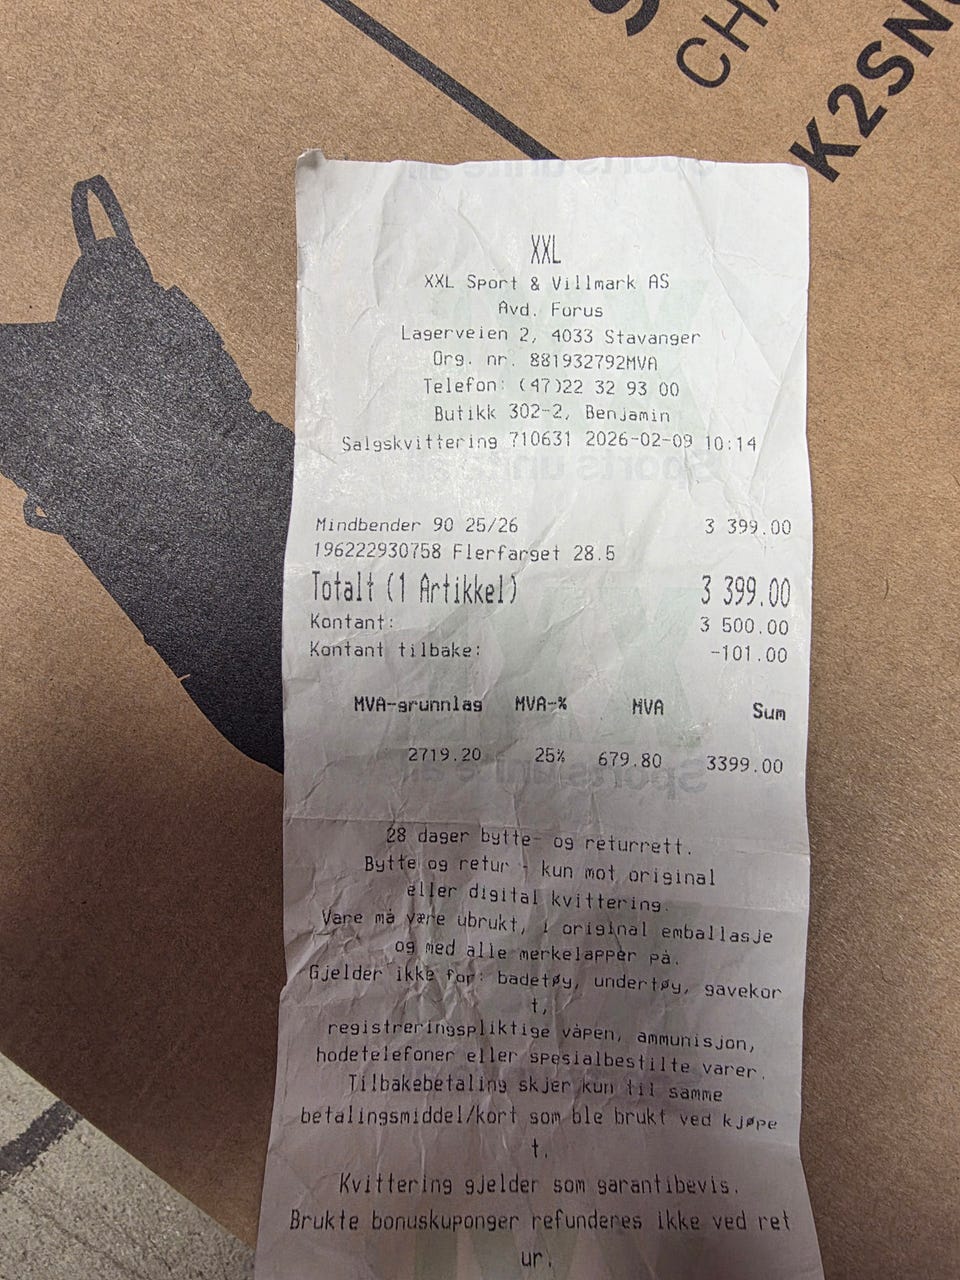 CHA
K2SNO
XXL
XXL Sport & Villmark AS
Avd. Forus
Lagerveien 2, 4033 Stavanger
Org. nr. 881932792MVA
Telefon: (47)22 32 93 00
Butikk 302-2, Benjamin
Salgskvittering 710631 2026-02-09 10:14
Mindbender 90 25/26 3 399.00
196222930758 Flerfarget 28.5
Totalt (1 Artikkel) 3 399.00
Kontant: 3 500.00
Kontant tilbake: -101.00
MVA-grunnlag MVA-% MVA Sum
2719.20 25% 679.80 3399.00
28 dager bytte- og returrett.
Bytte og retur - kun mot original
eller digital kvittering.
Vare må være ubrukt, i original emballasje
og med alle merkelapper på.
Gjelder ikke for: badetøy, undertøy, gavekor
t,
registreringspliktige våpen, ammunisjon,
hodetelefoner eller spesialbestilte varer.
Tilbakebetaling skjer kun til samme
betalingsmiddel/kort som ble brukt ved kjøpe
t.
Kvittering gjelder som garantibevis.
Brukte bonuskuponger refunderes ikke ved ret
ur.